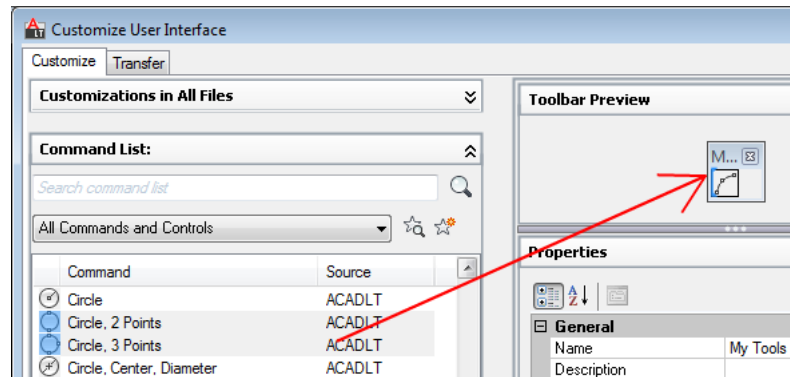 Customize User Interface
Customize Transfer
Customizations in All Files
Command List:
Search command list
All Commands and Controls
Command Source
Circle ACADLT
Circle, 2 Points ACADLT
Circle, 3 Points ACADLT
Circle, Center, Diameter ACADLT
Toolbar Preview
M...
Properties
General
Name My Tools
Description